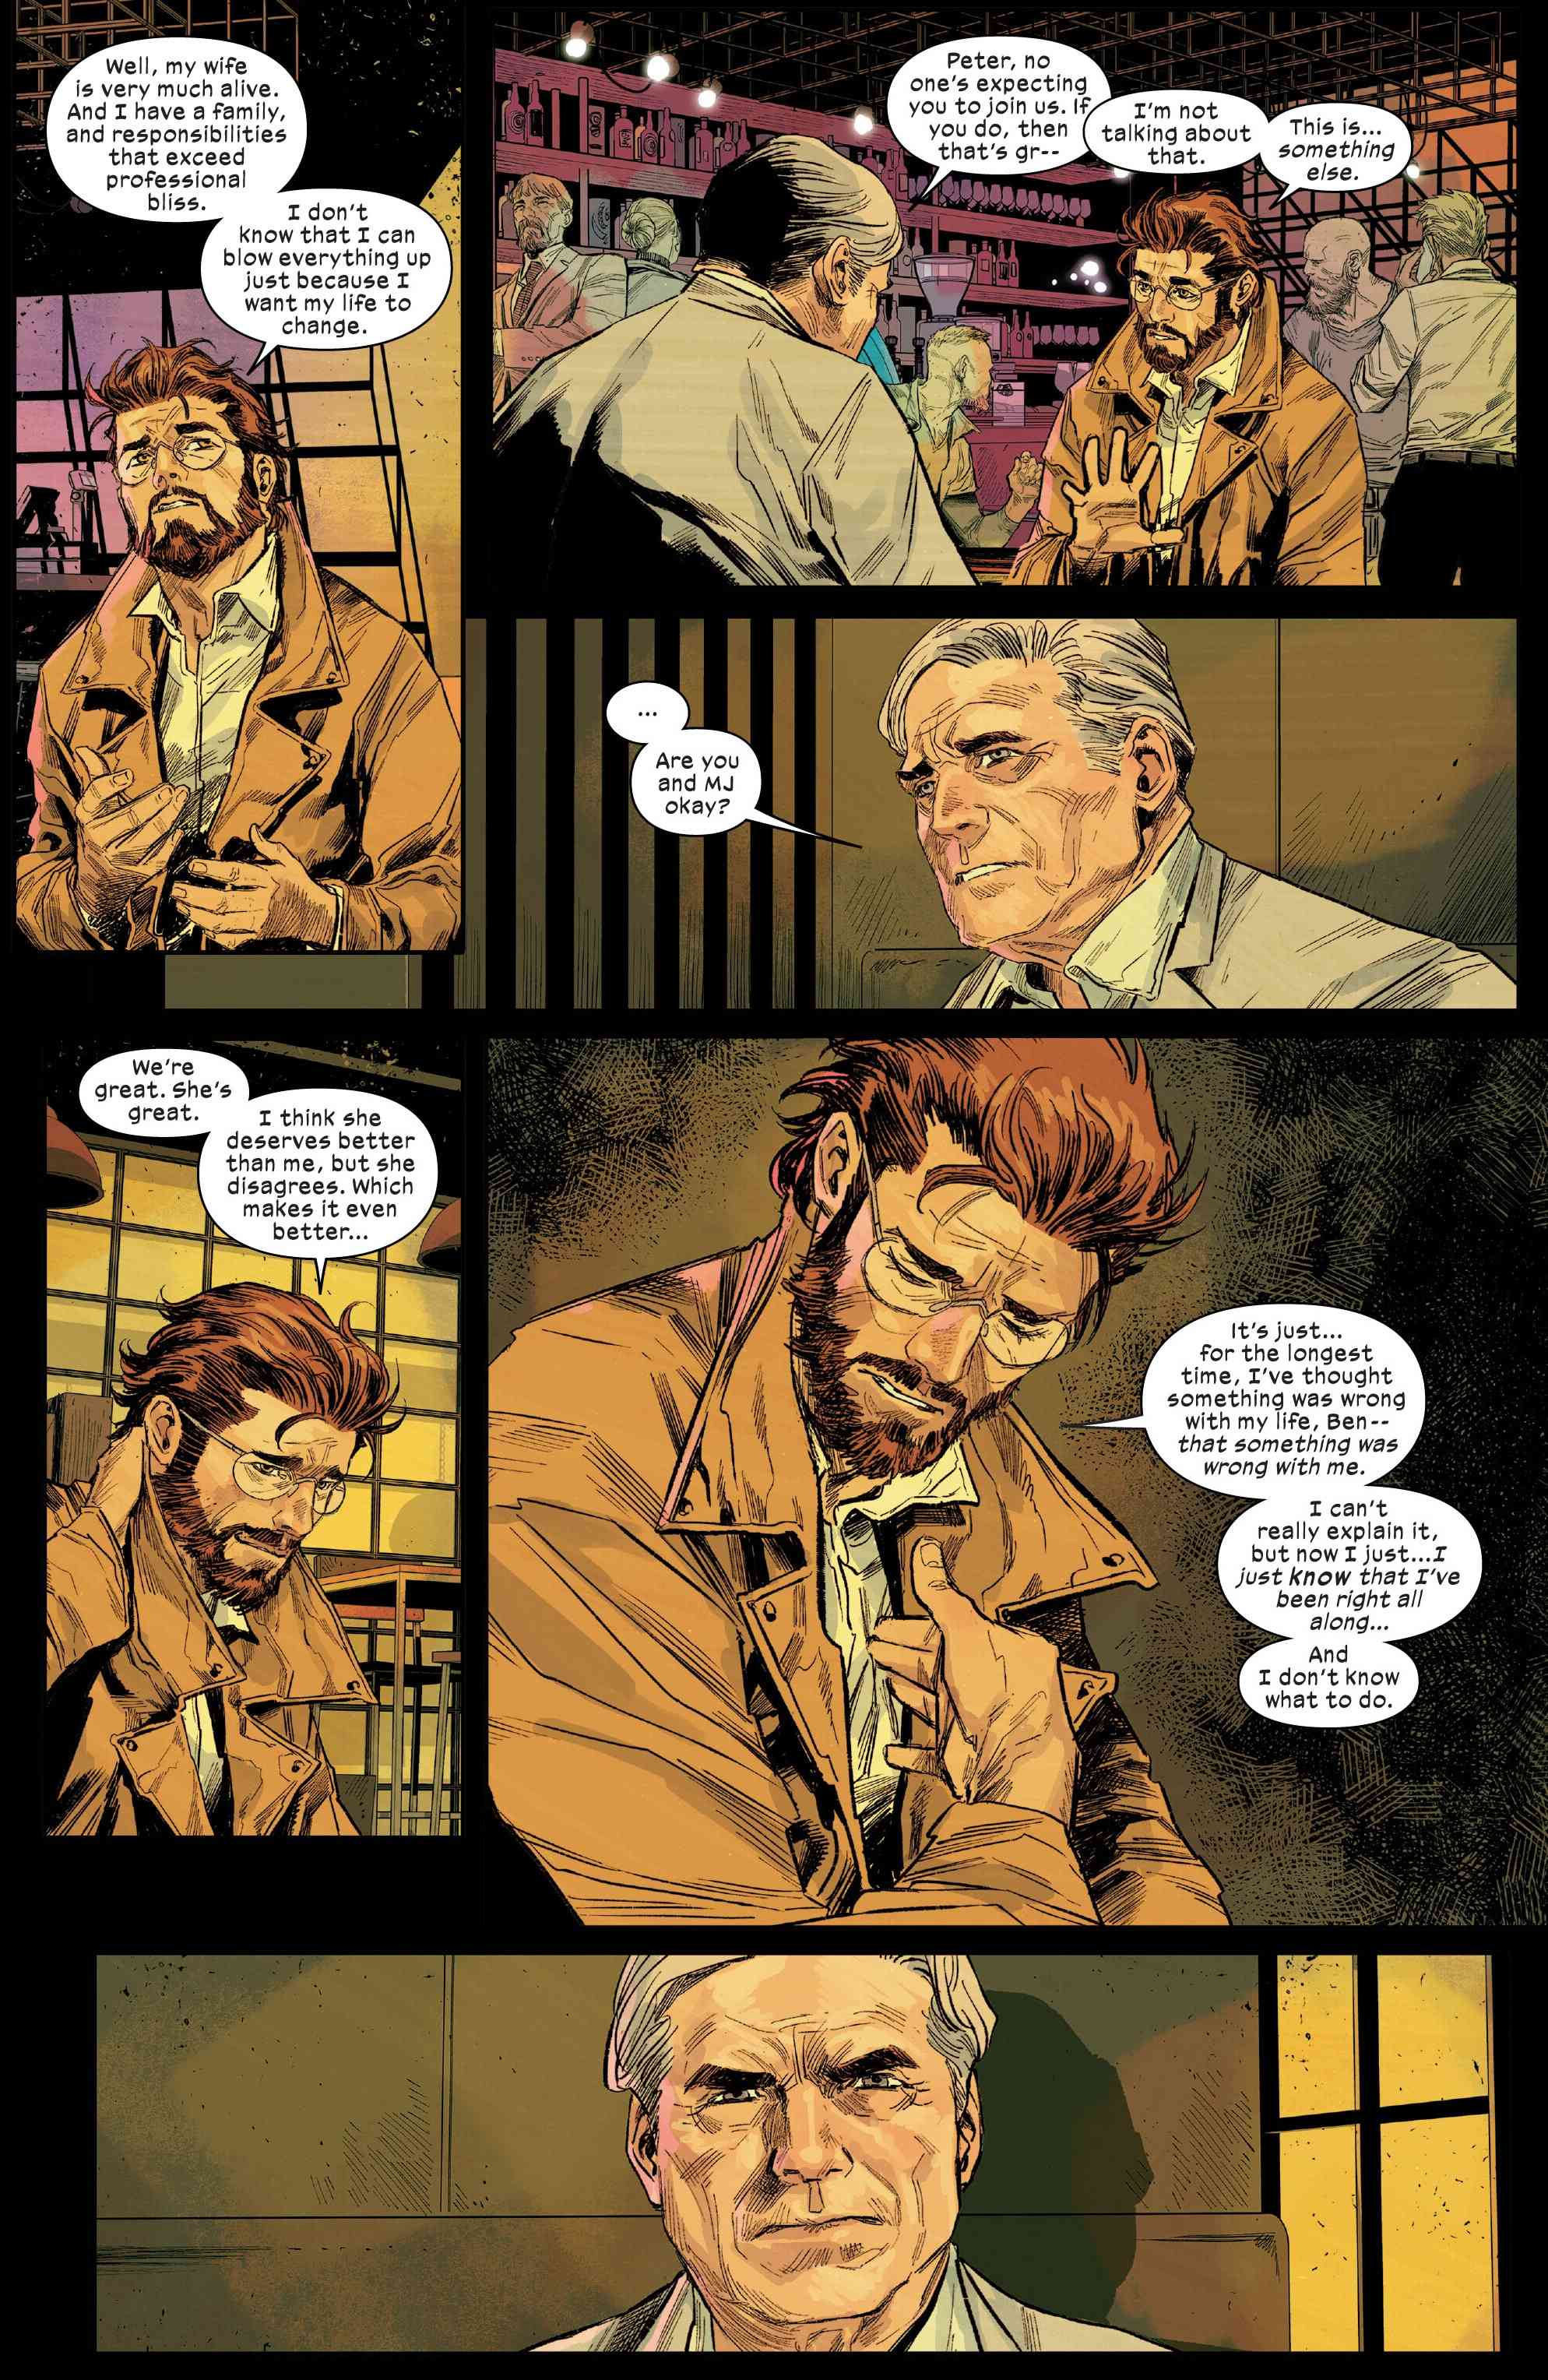 Well, my wife
is very much alive.
And I have a family,
and responsibilities
that exceed
professional
bliss.
I don't
know that I can
blow everything up
just because I
want my life to
change.
Peter, no
one's expecting
you to join us. If
you do, then
that's gr--
I'm not
talking about
that.
This is...
something
else.
...
Are you
and MJ
okay?
We're
great. She's
great.
I think she
deserves better
than me, but she
disagrees. Which
makes it even
better...
It's just...
for the longest
time, I've thought
something was wrong
with my life, Ben--
that something was
wrong with me.
I can't
really explain it,
but now I just...I
just know that I've
been right all
along...
And
I don't know
what to do.